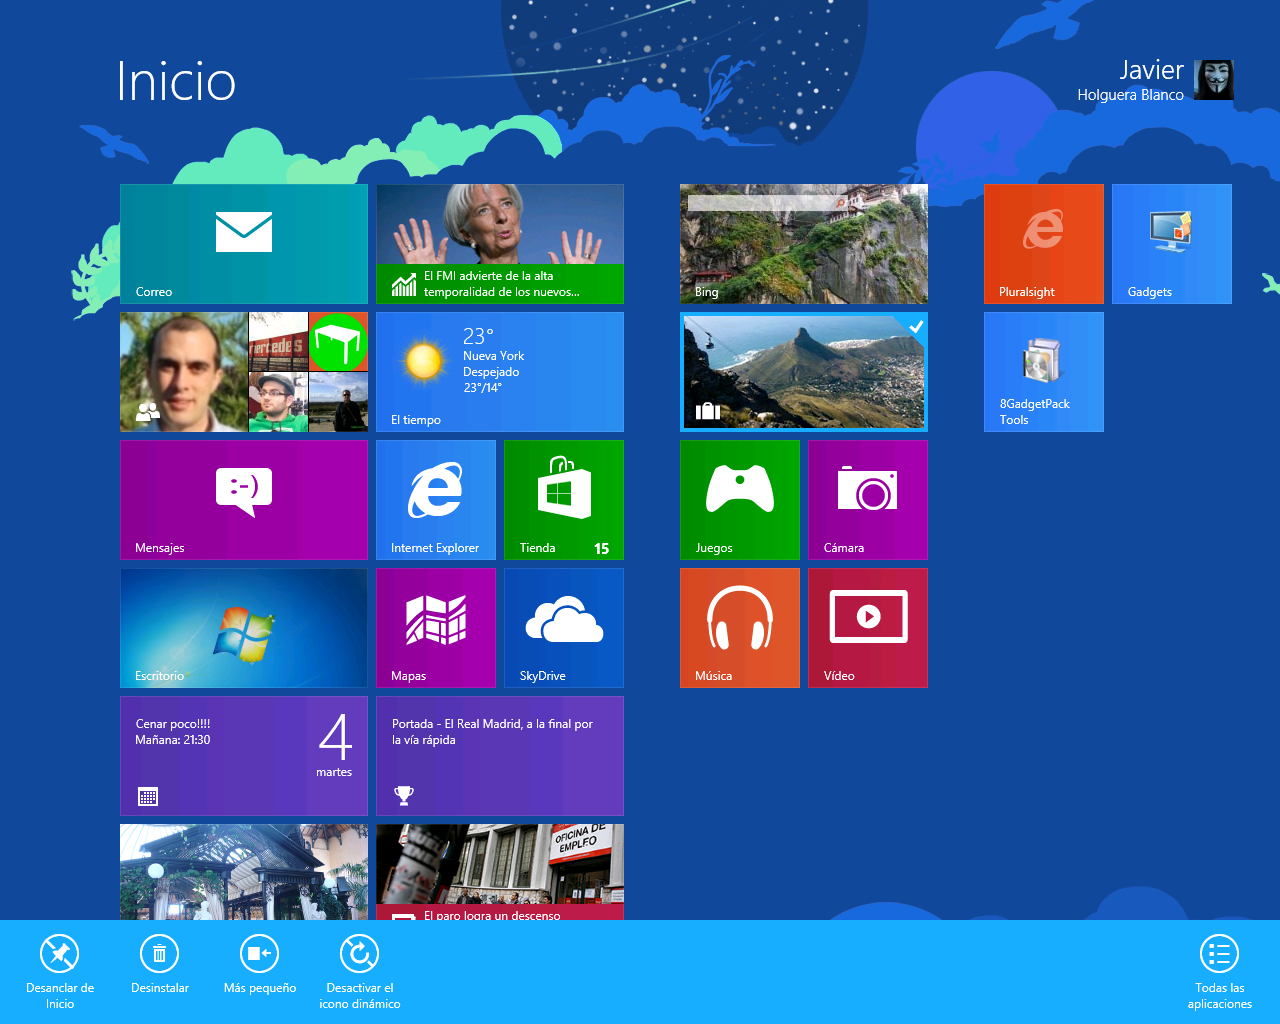 Inicio
Javier
Holguera Blanco
Correo
El FMI advierte de la alta
temporalidad de los nuevos...
Bing
Pluralsight
Gadgets
mercedes
23°
Nueva York
Despejado
23°/14°
El tiempo
8GadgetPack
Tools
:-)
Mensajes
Internet Explorer
Tienda
15
Juegos
Cámara
Escritorio
Mapas
SkyDrive
Música
Vídeo
Cenar poco!!!!
Mañana: 21:30
4
martes
Portada - El Real Madrid, a la final por
la vía rápida
OFICINA DE
EMPLEO
El paro logra un descenso
Desanclar de
Inicio
Desinstalar
Más pequeño
Desactivar el
icono dinámico
Todas las
aplicaciones